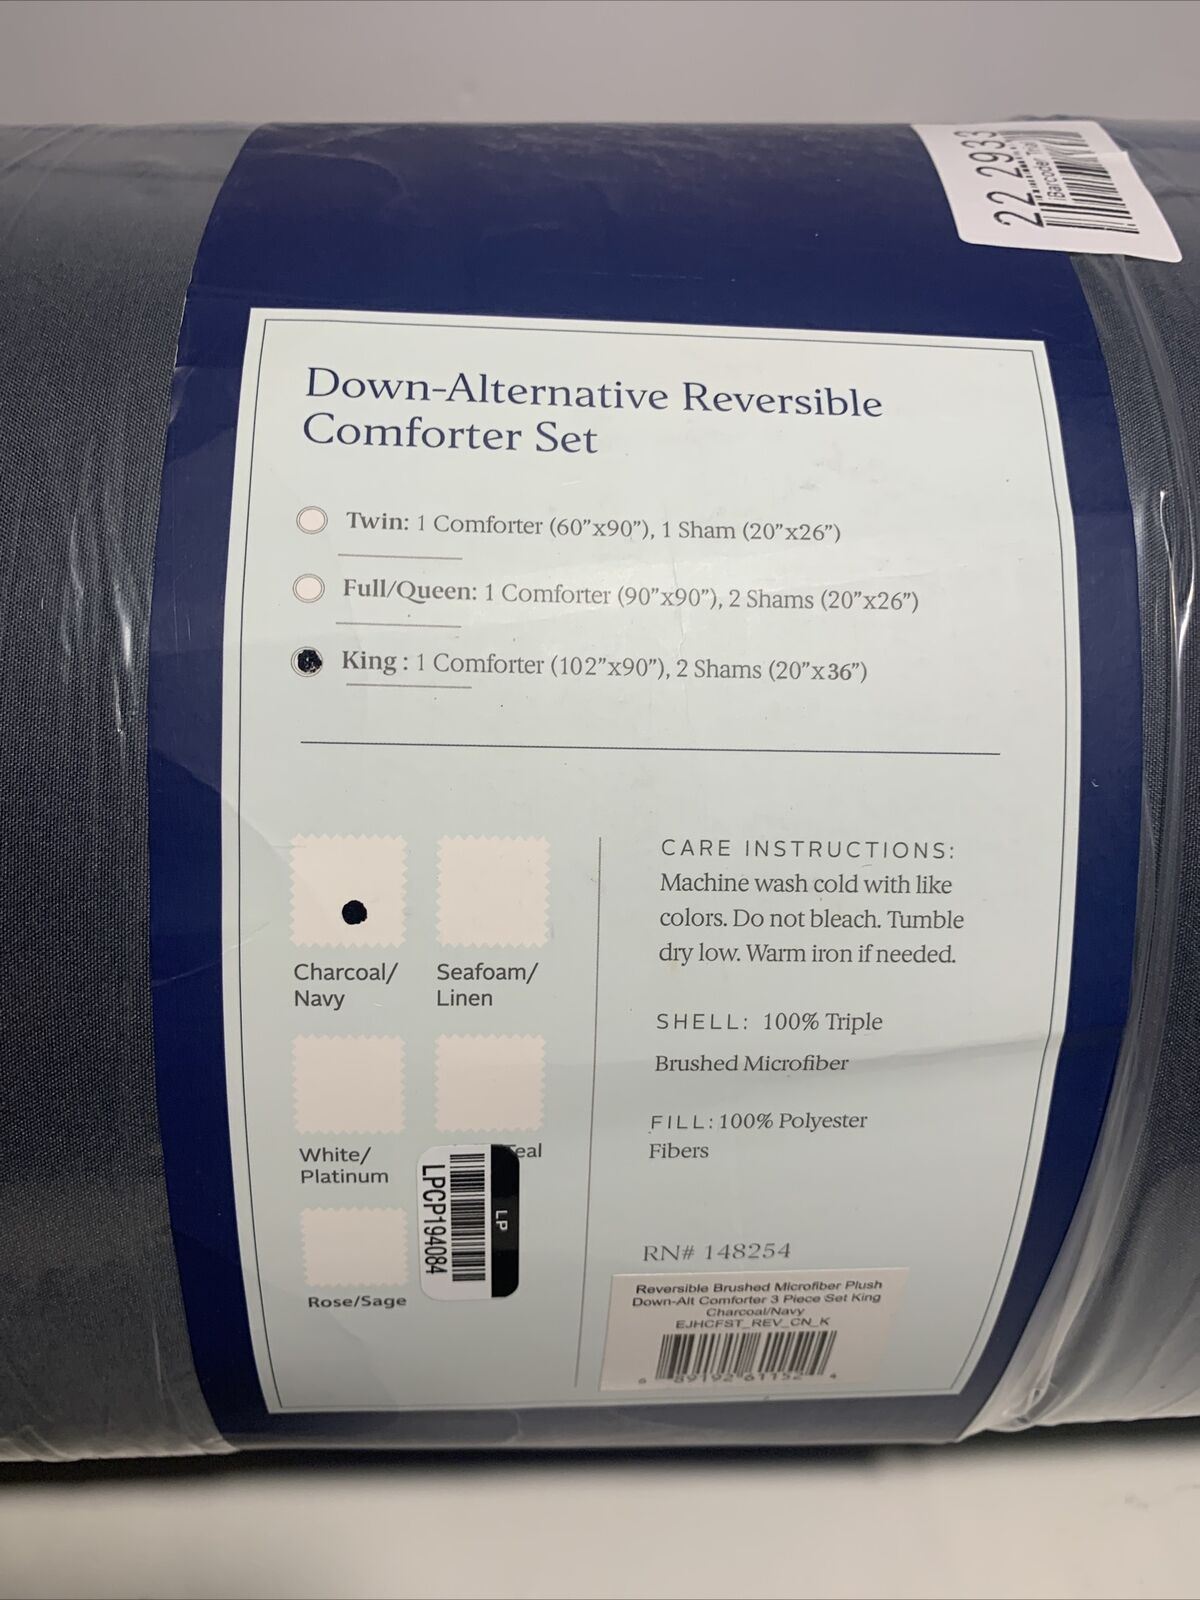 22 2933
iBarcoder Trial
Down-Alternative Reversible
Comforter Set
Twin: 1 Comforter (60”x90”), 1 Sham (20”x26”)
Full/Queen: 1 Comforter (90”x90”), 2 Shams (20”x26”)
King : 1 Comforter (102”x90”), 2 Shams (20”x36”)
Charcoal/
Navy
Seafoam/
Linen
White/
Platinum
Rose/Sage
LPCP194084
LP
CARE INSTRUCTIONS:
Machine wash cold with like
colors. Do not bleach. Tumble
dry low. Warm iron if needed.
SHELL: 100% Triple
Brushed Microfiber
FILL: 100% Polyester
Fibers
RN# 148254
Reversible Brushed Microfiber Plush
Down-Alt Comforter 3 Piece Set King
Charcoal/Navy
EJHCFST_REV_CN_K